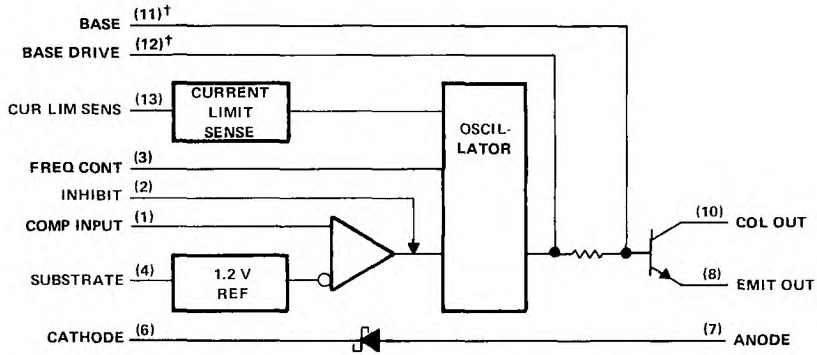 BASE (11)†
BASE DRIVE (12)†
CUR LIM SENS (13)
CURRENT
LIMIT
SENSE
OSCIL-
LATOR
FREQ CONT (3)
INHIBIT (2)
COMP INPUT (1)
(10) COL OUT
SUBSTRATE (4)
1.2 V
REF
(8) EMIT OUT
CATHODE (6)
(7) ANODE